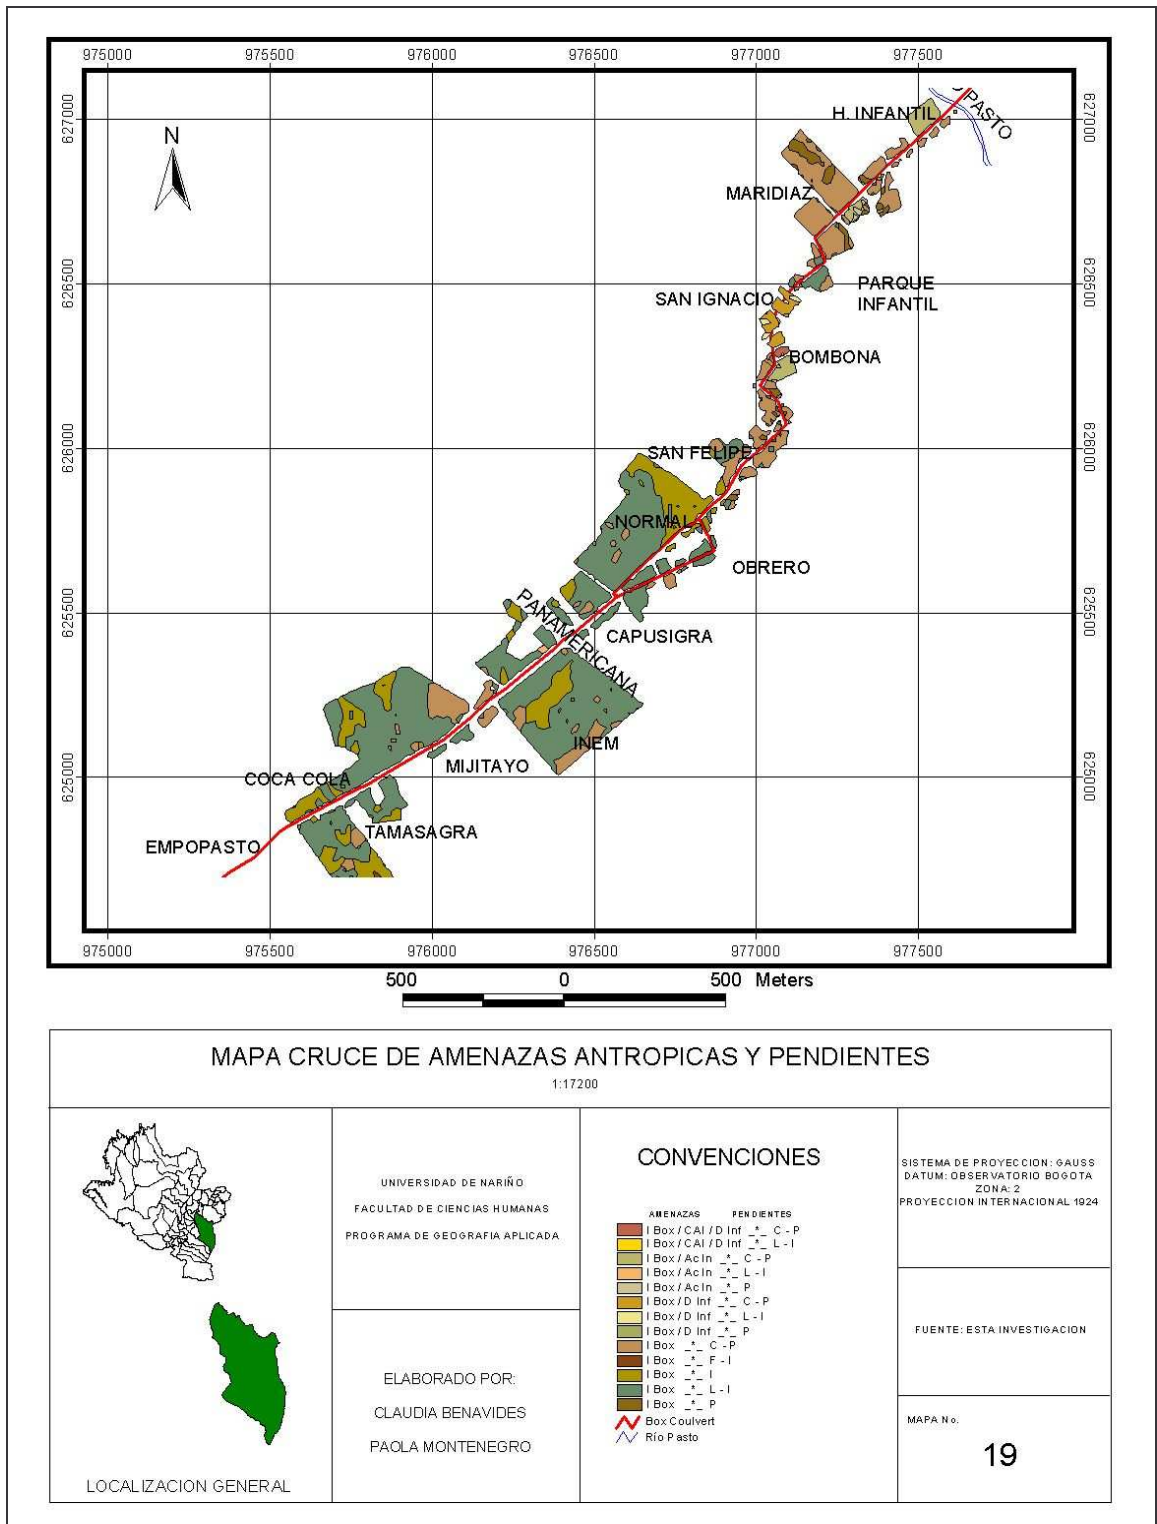 975000 975500 976000 976500 977000 977500
627000
627000
N
H. INFANTIL
OPASTO
MARIDIAZ
626500
626500
SAN IGNACIO
PARQUE
INFANTIL
BOMBONA
626000
626000
SAN FELIPE
NORMAL
OBRERO
625500
625500
PANAMERICANA
CAPUSIGRA
INEM
MIJITAYO
625000
625000
COCA COLA
TAMASAGRA
EMPOPASTO
975000 975500 976000 976500 977000 977500
500 0 500 Meters
MAPA CRUCE DE AMENAZAS ANTROPICAS Y PENDIENTES
1:17200
LOCALIZACION GENERAL
UNIVERSIDAD DE NARIÑO
FACULTAD DE CIENCIAS HUMANAS
PROGRAMA DE GEOGRAFIA APLICADA
ELABORADO POR:
CLAUDIA BENAVIDES
PAOLA MONTENEGRO
CONVENCIONES
AMENAZAS PENDIENTES
I Box / CAI / D Inf _*_ C - P
I Box / CAI / D Inf _*_ L - I
I Box / Ac In _*_ C - P
I Box / Ac In _*_ L - I
I Box / Ac In _*_ P
I Box / D Inf _*_ C - P
I Box / D Inf _*_ L - I
I Box / D Inf _*_ P
I Box _*_ C - P
I Box _*_ F - I
I Box _*_ I
I Box _*_ L - I
I Box _*_ P
Box Coulvert
Río Pasto
SISTEMA DE PROYECCION: GAUSS
DATUM: OBSERVATORIO BOGOTA
ZONA: 2
PROYECCION INTERNACIONAL 1924
FUENTE: ESTA INVESTIGACION
MAPA No.
19